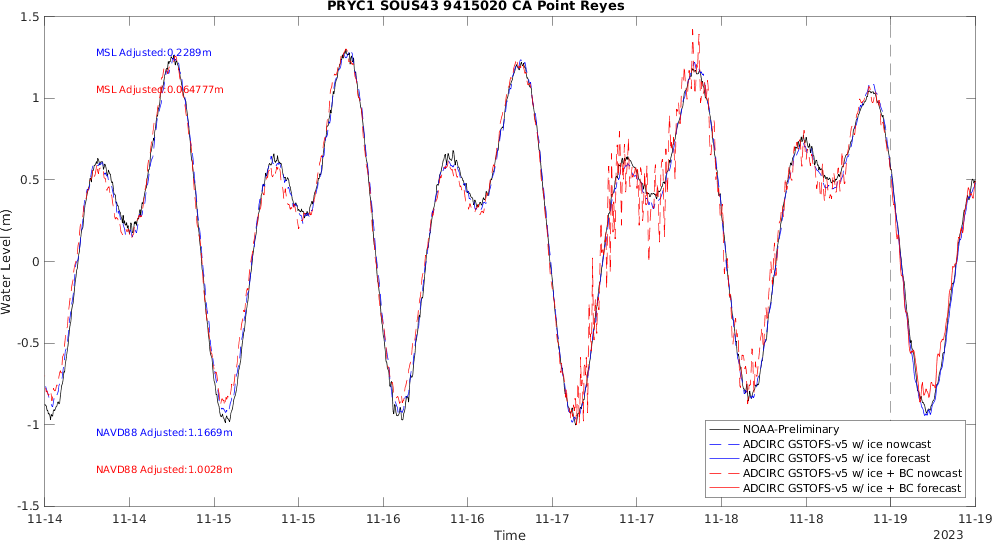 PRYC1 SOUS43 9415020 CA Point Reyes
1.5
MSL Adjusted:0.2289m
MSL Adjusted:0.064777m
1
0.5
0
-0.5
-1
-1.5
Water Level (m)
NAVD88 Adjusted:1.1669m
NAVD88 Adjusted:1.0028m
NOAA-Preliminary
ADCIRC GSTOFS-v5 w/ ice nowcast
ADCIRC GSTOFS-v5 w/ ice forecast
ADCIRC GSTOFS-v5 w/ ice + BC nowcast
ADCIRC GSTOFS-v5 w/ ice + BC forecast
11-14 11-14 11-15 11-15 11-16 11-16 11-17 11-17 11-18 11-18 11-19 11-19
Time
2023